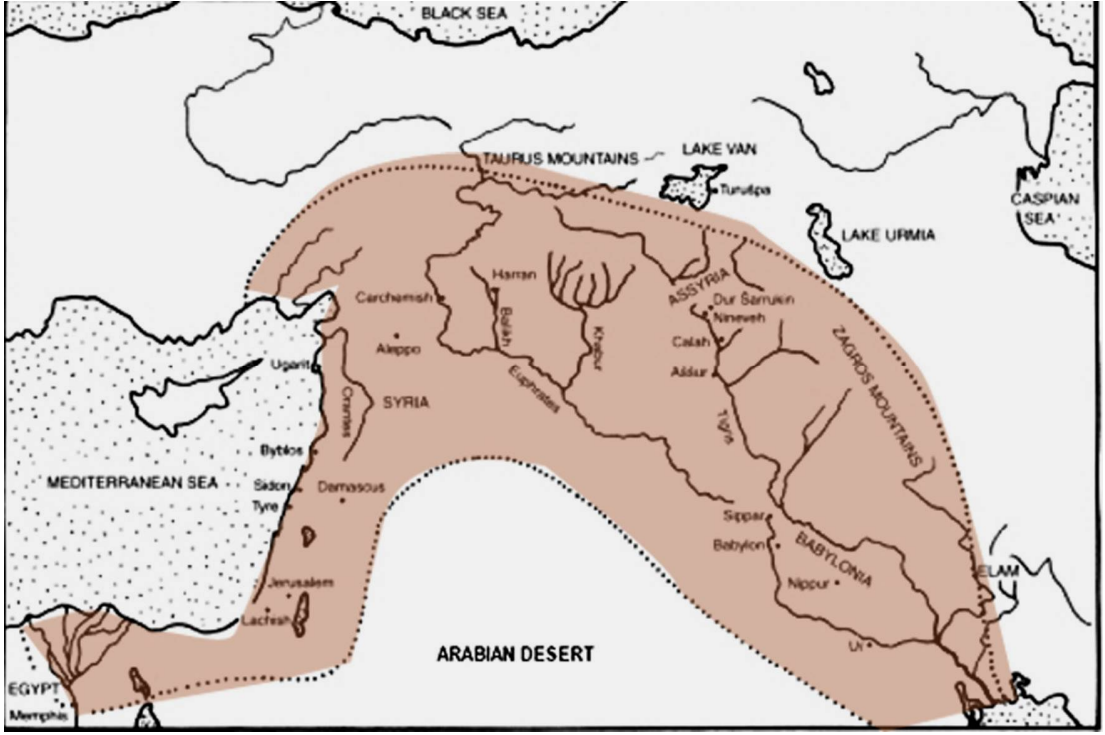 BLACK SEA
TAURUS MOUNTAINS
LAKE VAN
Turušpa
CASPIAN
SEA
LAKE URMIA
Harran
ASSYRIA
Carchemish
Dur Šarrukin
Nineveh
Balikh
Khabur
Calah
ZAGROS MOUNTAINS
Aleppo
Ugarit
Aššur
Euphrates
Orontes
SYRIA
Tigris
Byblos
MEDITERRANEAN SEA
Sidon
Damascus
Tyre
Sippar
Babylon
BABYLONIA
ELAM
Nippur
Jerusalem
Lachish
Ur
ARABIAN DESERT
EGYPT
Memphis